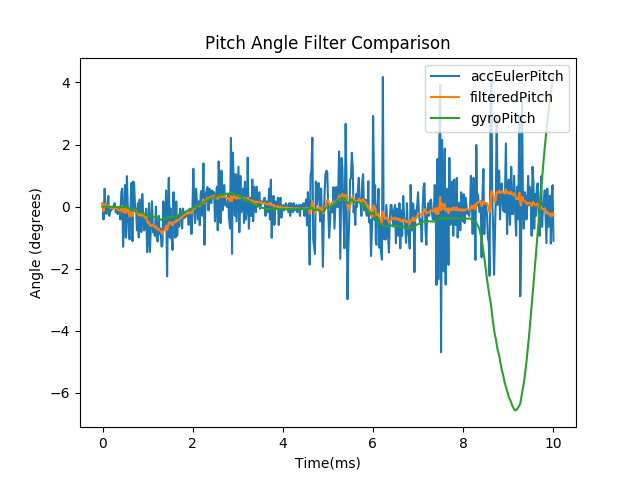 Pitch Angle Filter Comparison
accEulerPitch
filteredPitch
gyroPitch
Angle (degrees)
4
2
0
−2
−4
−6
0 2 4 6 8 10
Time(ms)